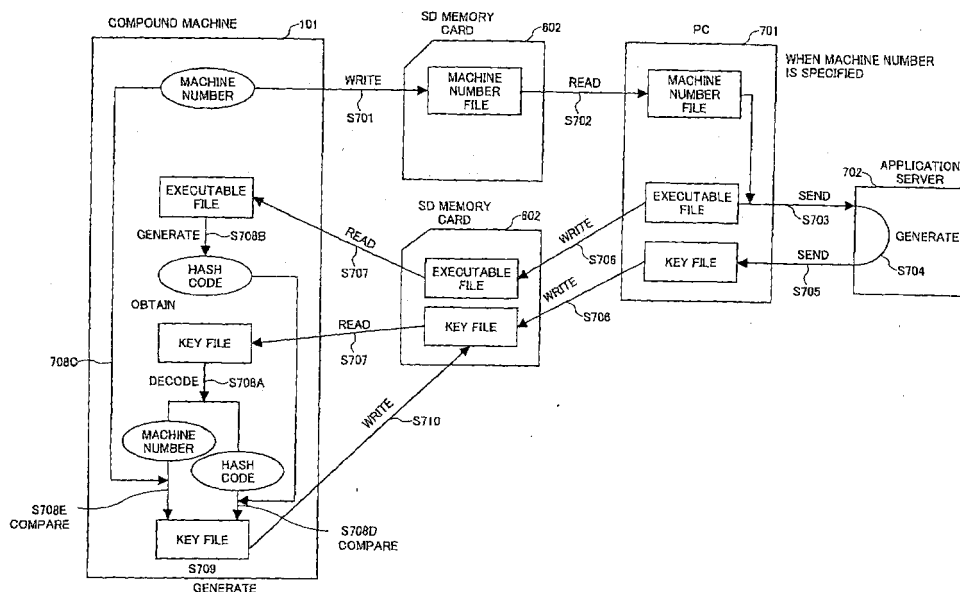 COMPOUND MACHINE
101
MACHINE
NUMBER
WRITE
S701
SD MEMORY
CARD
602
MACHINE
NUMBER
FILE
READ
S702
PC
701
MACHINE
NUMBER
FILE
WHEN MACHINE NUMBER
IS SPECIFIED
APPLICATION
SERVER
702
EXECUTABLE
FILE
SEND
S703
GENERATE
S704
KEY FILE
SEND
S705
WRITE
S706
WRITE
S706
SD MEMORY
CARD
602
EXECUTABLE
FILE
KEY FILE
READ
S707
READ
S707
EXECUTABLE
FILE
GENERATE
S708B
HASH
CODE
OBTAIN
KEY FILE
708C
DECODE
S708A
MACHINE
NUMBER
HASH
CODE
S708E
COMPARE
S708D
COMPARE
KEY FILE
S709
GENERATE
WRITE
S710